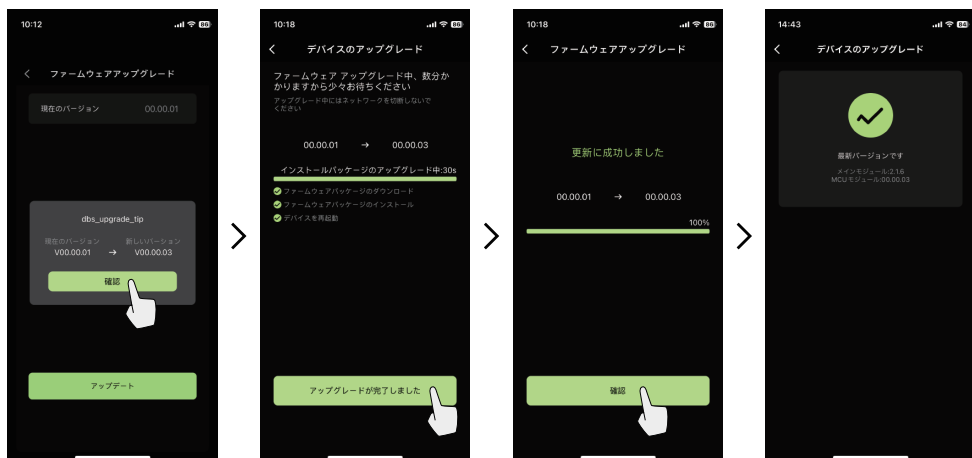 10:12
86
ファームウェアアップグレード
現在のバージョン 00.00.01
dbs_upgrade_tip
現在のバージョン 新しいバージョン
V00.00.01 → V00.00.03
確認
アップデート
10:18
86
デバイスのアップグレード
ファームウェア アップグレード中、数分か
かりますから少々お待ちください
アップグレード中にはネットワークを切断しないで
ください
00.00.01 → 00.00.03
インストールパッケージのアップグレード中:30s
ファームウェアパッケージのダウンロード
ファームウェアパッケージのインストール
デバイスを再起動
アップグレードが完了しました
10:18
86
ファームウェアアップグレード
更新に成功しました
00.00.01 → 00.00.03
100%
確認
14:43
64
デバイスのアップグレード
最新バージョンです
メインモジュール:2.1.6
MCUモジュール:00.00.03